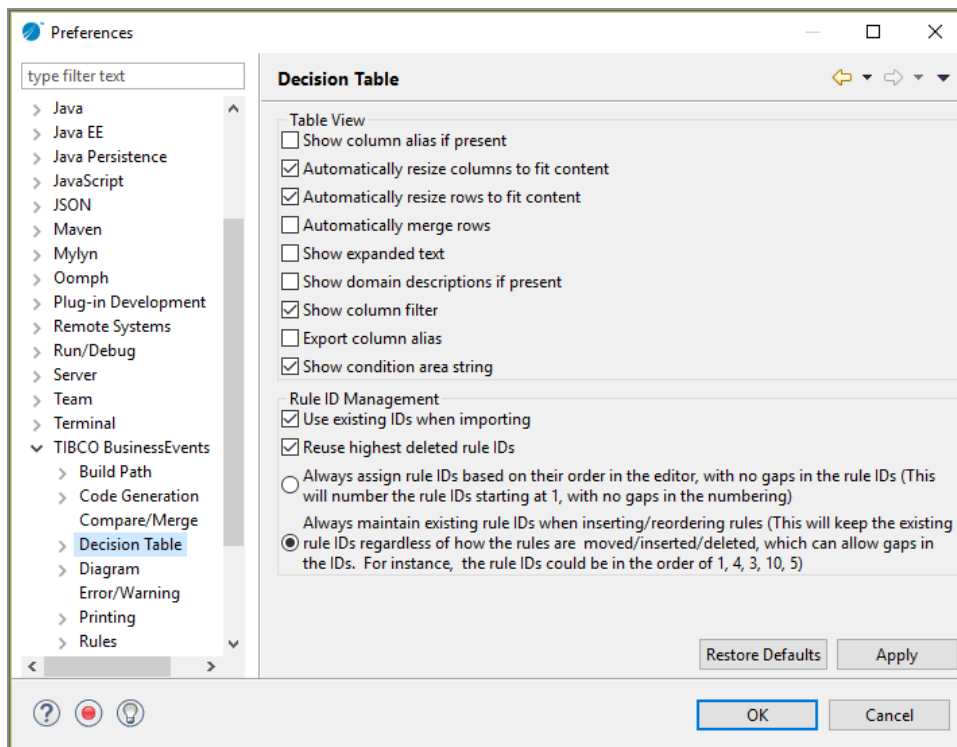 Preferences
type filter text
Java
Java EE
Java Persistence
JavaScript
JSON
Maven
Mylyn
Oomph
Plug-in Development
Remote Systems
Run/Debug
Server
Team
Terminal
TIBCO BusinessEvents
Build Path
Code Generation
Compare/Merge
Decision Table
Diagram
Error/Warning
Printing
Rules
Decision Table
Table View
Show column alias if present
Automatically resize columns to fit content
Automatically resize rows to fit content
Automatically merge rows
Show expanded text
Show domain descriptions if present
Show column filter
Export column alias
Show condition area string
Rule ID Management
Use existing IDs when importing
Reuse highest deleted rule IDs
Always assign rule IDs based on their order in the editor, with no gaps in the rule IDs (This
will number the rule IDs starting at 1, with no gaps in the numbering)
Always maintain existing rule IDs when inserting/reordering rules (This will keep the existing
rule IDs regardless of how the rules are moved/inserted/deleted, which can allow gaps in
the IDs. For instance, the rule IDs could be in the order of 1, 4, 3, 10, 5)
Restore Defaults
Apply
OK
Cancel